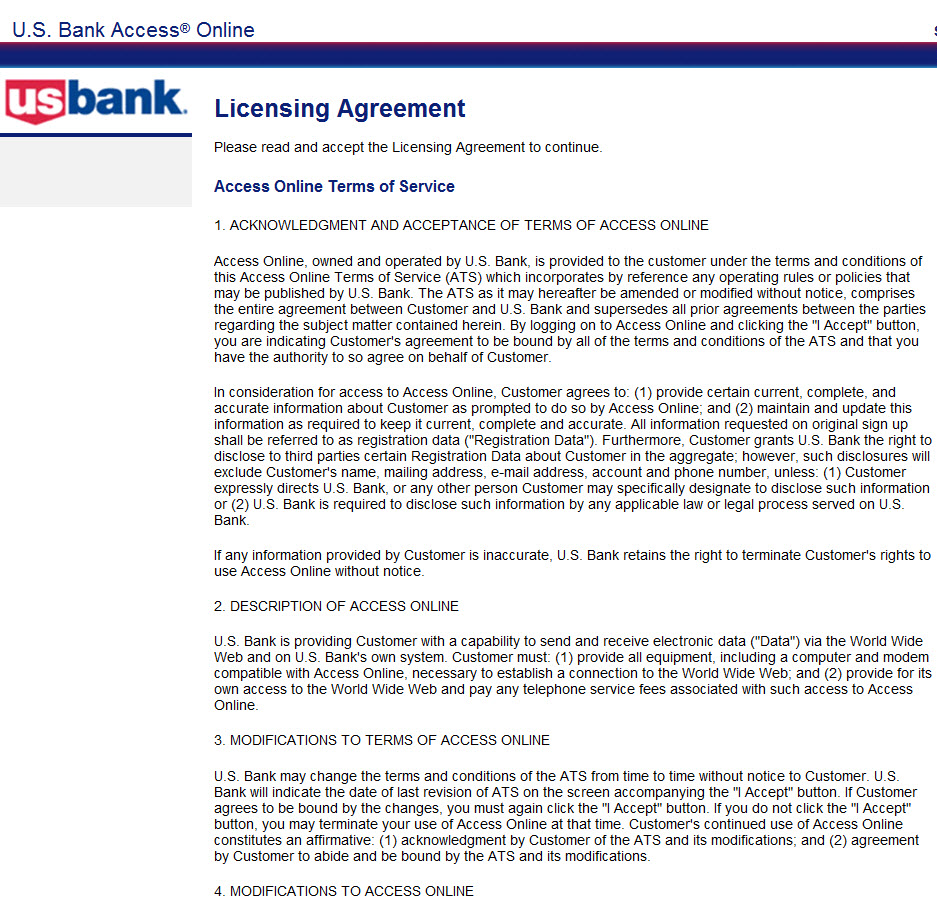 U.S. Bank Access® Online
usbank.
Licensing Agreement
Please read and accept the Licensing Agreement to continue.
Access Online Terms of Service
1. ACKNOWLEDGMENT AND ACCEPTANCE OF TERMS OF ACCESS ONLINE
Access Online, owned and operated by U.S. Bank, is provided to the customer under the terms and conditions of
this Access Online Terms of Service (ATS) which incorporates by reference any operating rules or policies that
may be published by U.S. Bank. The ATS as it may hereafter be amended or modified without notice, comprises
the entire agreement between Customer and U.S. Bank and supersedes all prior agreements between the parties
regarding the subject matter contained herein. By logging on to Access Online and clicking the "I Accept" button,
you are indicating Customer's agreement to be bound by all of the terms and conditions of the ATS and that you
have the authority to so agree on behalf of Customer.
In consideration for access to Access Online, Customer agrees to: (1) provide certain current, complete, and
accurate information about Customer as prompted to do so by Access Online; and (2) maintain and update this
information as required to keep it current, complete and accurate. All information requested on original sign up
shall be referred to as registration data ("Registration Data"). Furthermore, Customer grants U.S. Bank the right to
disclose to third parties certain Registration Data about Customer in the aggregate; however, such disclosures will
exclude Customer's name, mailing address, e-mail address, account and phone number, unless: (1) Customer
expressly directs U.S. Bank, or any other person Customer may specifically designate to disclose such information
or (2) U.S. Bank is required to disclose such information by any applicable law or legal process served on U.S.
Bank.
If any information provided by Customer is inaccurate, U.S. Bank retains the right to terminate Customer's rights to
use Access Online without notice.
2. DESCRIPTION OF ACCESS ONLINE
U.S. Bank is providing Customer with a capability to send and receive electronic data ("Data") via the World Wide
Web and on U.S. Bank's own system. Customer must: (1) provide all equipment, including a computer and modem
compatible with Access Online, necessary to establish a connection to the World Wide Web; and (2) provide for its
own access to the World Wide Web and pay any telephone service fees associated with such access to Access
Online.
3. MODIFICATIONS TO TERMS OF ACCESS ONLINE
U.S. Bank may change the terms and conditions of the ATS from time to time without notice to Customer. U.S.
Bank will indicate the date of last revision of ATS on the screen accompanying the "I Accept" button. If Customer
agrees to be bound by the changes, you must again click the "I Accept" button. If you do not click the "I Accept"
button, you may terminate your use of Access Online at that time. Customer's continued use of Access Online
constitutes an affirmative: (1) acknowledgment by Customer of the ATS and its modifications; and (2) agreement
by Customer to abide and be bound by the ATS and its modifications.
4. MODIFICATIONS TO ACCESS ONLINE